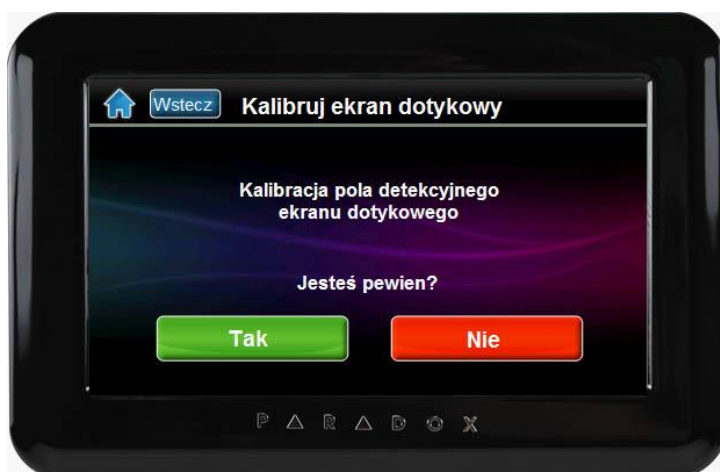 Wstecz
Kalibruj ekran dotykowy
Kalibracja pola detekcyjnego
ekranu dotykowego
Jesteś pewien?
Tak
Nie
PARADOX